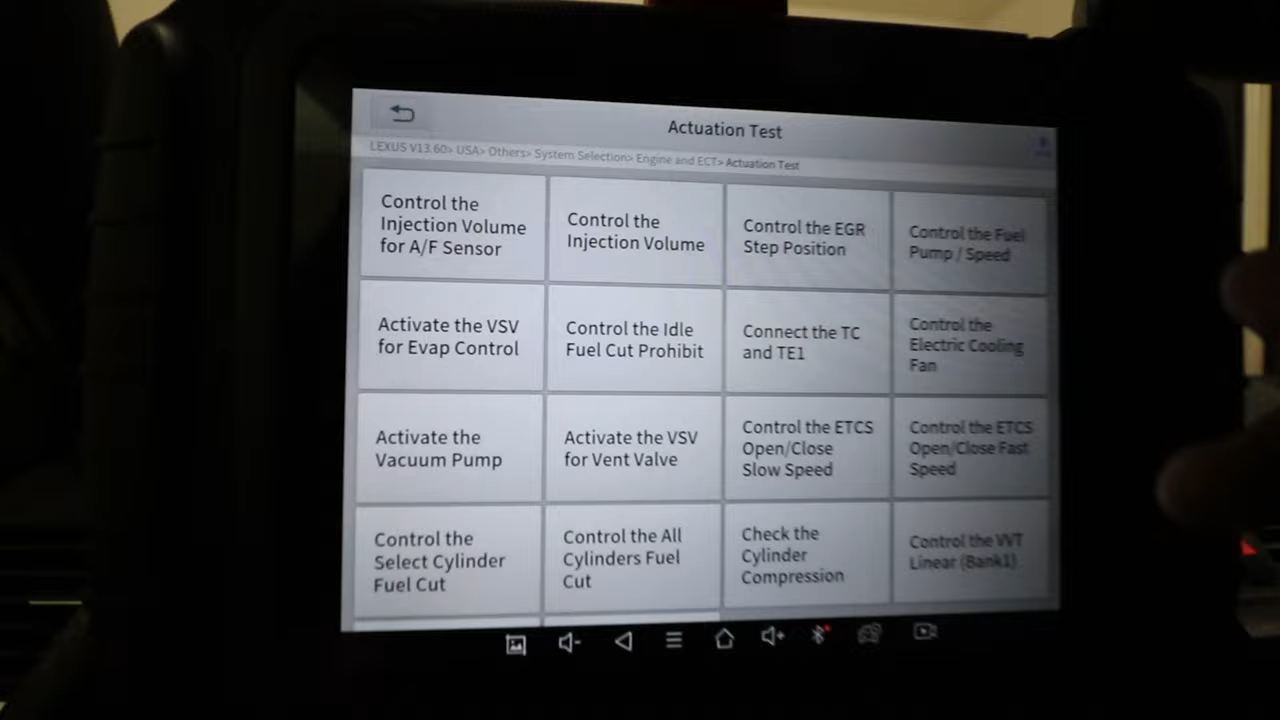 Actuation Test
LEXUS V13.60> USA> Others> System Selection> Engine and ECT> Actuation Test
Control the
Injection Volume
for A/F Sensor
Control the
Injection Volume
Control the EGR
Step Position
Control the Fuel
Pump / Speed
Activate the VSV
for Evap Control
Control the Idle
Fuel Cut Prohibit
Connect the TC
and TE1
Control the
Electric Cooling
Fan
Activate the
Vacuum Pump
Activate the VSV
for Vent Valve
Control the ETCS
Open/Close
Slow Speed
Control the ETCS
Open/Close Fast
Speed
Control the
Select Cylinder
Fuel Cut
Control the All
Cylinders Fuel
Cut
Check the
Cylinder
Compression
Control the VVT
Linear (Bank1)